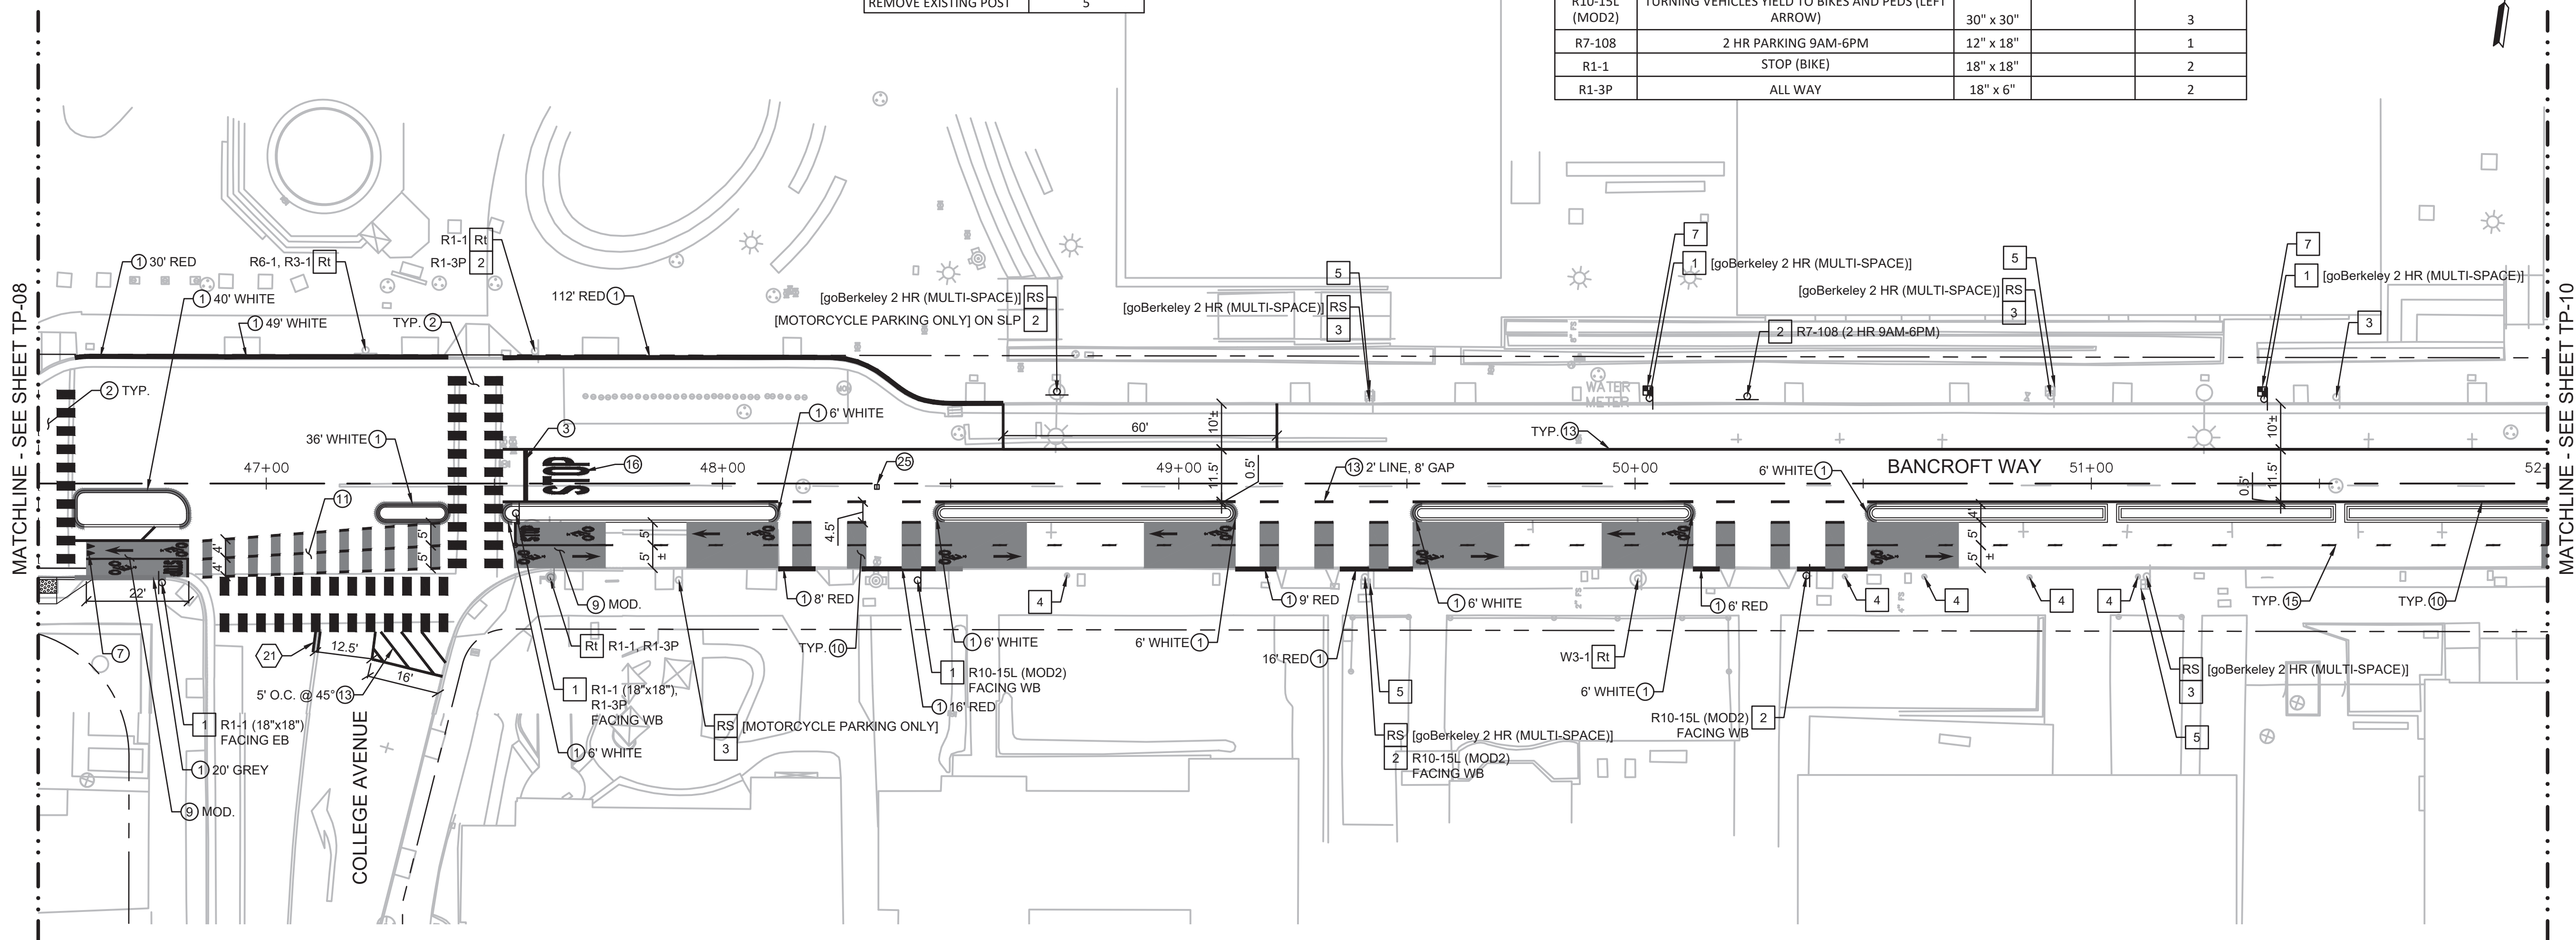 REMOVE EXISTING POST 5
R10-15L (MOD2) TURNING VEHICLES YIELD TO BIKES AND PEDS (LEFT ARROW) 30" x 30" 3
R7-108 2 HR PARKING 9AM-6PM 12" x 18" 1
R1-1 STOP (BIKE) 18" x 18" 2
R1-3P ALL WAY 18" x 6" 2
MATCHLINE - SEE SHEET TP-08
1 30' RED
R6-1, R3-1 Rt
R1-1 Rt
R1-3P 2
1 40' WHITE
1 49' WHITE
TYP. 2
112' RED 1
[goBerkeley 2 HR (MULTI-SPACE)] RS
[MOTORCYCLE PARKING ONLY] ON SLP 2
5
[goBerkeley 2 HR (MULTI-SPACE)] RS
3
7
1 [goBerkeley 2 HR (MULTI-SPACE)]
5
[goBerkeley 2 HR (MULTI-SPACE)] RS
3
2 R7-108 (2 HR 9AM-6PM)
7
1 [goBerkeley 2 HR (MULTI-SPACE)]
3
2 TYP.
WATER
METER
1 6' WHITE
36' WHITE 1
3
60'
10'±
TYP. 13
10'±
47+00
STOP
16
48+00
25
49+00
11.5'
0.5'
13 2' LINE, 8' GAP
50+00
6' WHITE 1
BANCROFT WAY
51+00
0.5'
11.5'
52+
11
4'
4'
5'
5'
STOP
5'
5'
±
4.5'
4'
5'
5'
±
22'
7
9 MOD.
1 8' RED
4
1 9' RED
1 6' WHITE
1 6' RED
4
4
4
4
TYP. 15
TYP. 10
21
12.5'
16'
5' O.C. @ 45° 13
Rt R1-1, R1-3P
TYP. 10
1 6' WHITE
6' WHITE 1
16' RED 1
W3-1 Rt
1 R1-1 (18"x18"),
R1-3P
FACING WB
1 R10-15L (MOD2)
FACING WB
1 16' RED
5
6' WHITE 1
RS [goBerkeley 2 HR (MULTI-SPACE)]
3
1 R1-1 (18"x18")
FACING EB
RS [MOTORCYCLE PARKING ONLY]
3
R10-15L (MOD2) 2
FACING WB
5
RS [goBerkeley 2 HR (MULTI-SPACE)]
2 R10-15L (MOD2)
FACING WB
1 6' WHITE
1 20' GREY
9 MOD.
COLLEGE AVENUE
MATCHLINE - SEE SHEET TP-10